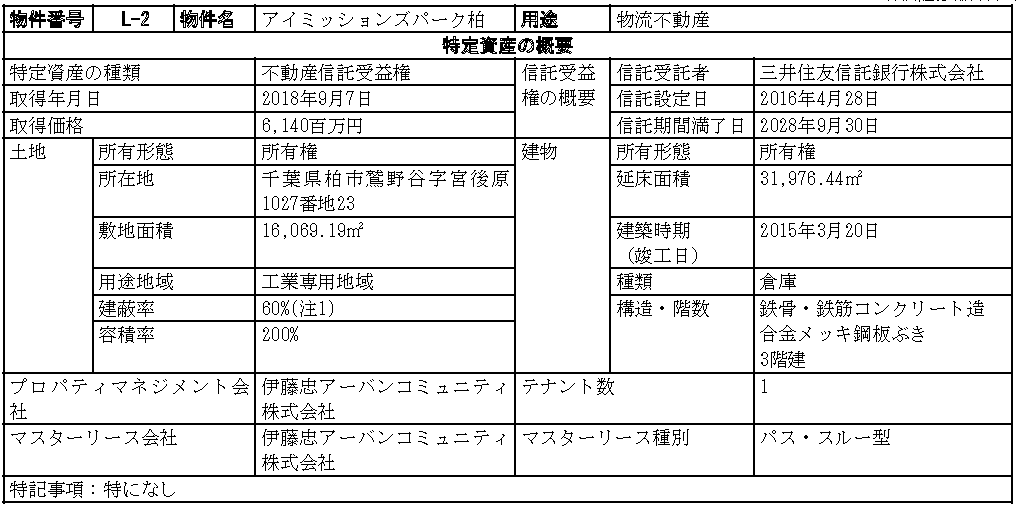 物件番号 L-2 物件名 アイミッションズパーク柏 用途 物流不動産
特定資産の概要
特定資産の種類 不動産信託受益権 信託受益権の概要 信託受託者 三井住友信託銀行株式会社
取得年月日 2018年9月7日 信託設定日 2016年4月28日
取得価格 6,140百万円 信託期間満了日 2028年9月30日
土地 所有形態 所有権 建物 所有形態 所有権
所在地 千葉県柏市鷲野谷字宮後原 延床面積 31,976.44㎡
1027番地23
敷地面積 16,069.19㎡ 建築時期 2015年3月20日
（竣工日）
用途地域 工業専用地域 種類 倉庫
建蔽率 60%(注1) 構造・階数 鉄骨・鉄筋コンクリート造
容積率 200% 合金メッキ鋼板ぶき
3階建
プロパティマネジメント会社 伊藤忠アーバンコミュニティ株式会社 テナント数 1
マスターリース会社 伊藤忠アーバンコミュニティ株式会社 マスターリース種別 パス・スルー型
特記事項：特になし